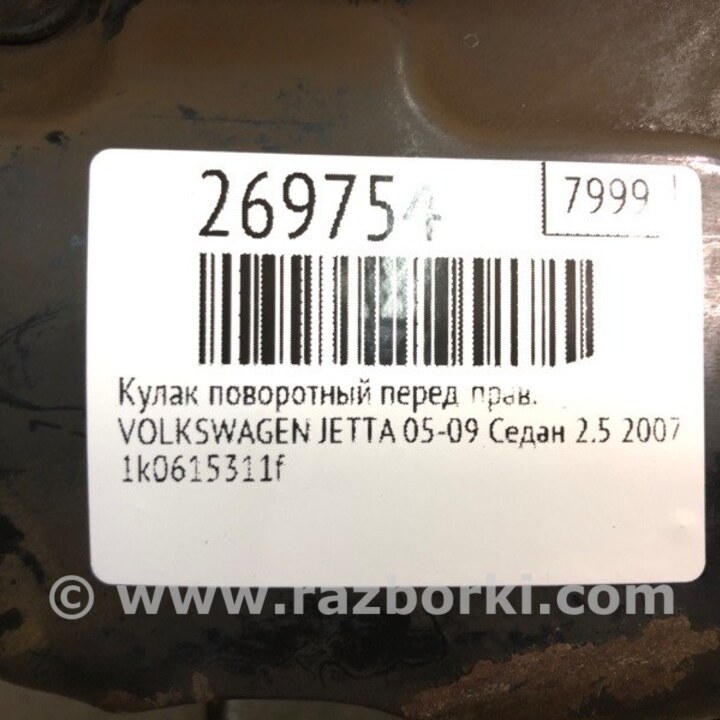 269754
7999
Кулак поворотный перед прав.
VOLKSWAGEN JETTA 05-09 Седан 2.5 2007
1k0615311f
© www.razborki.com